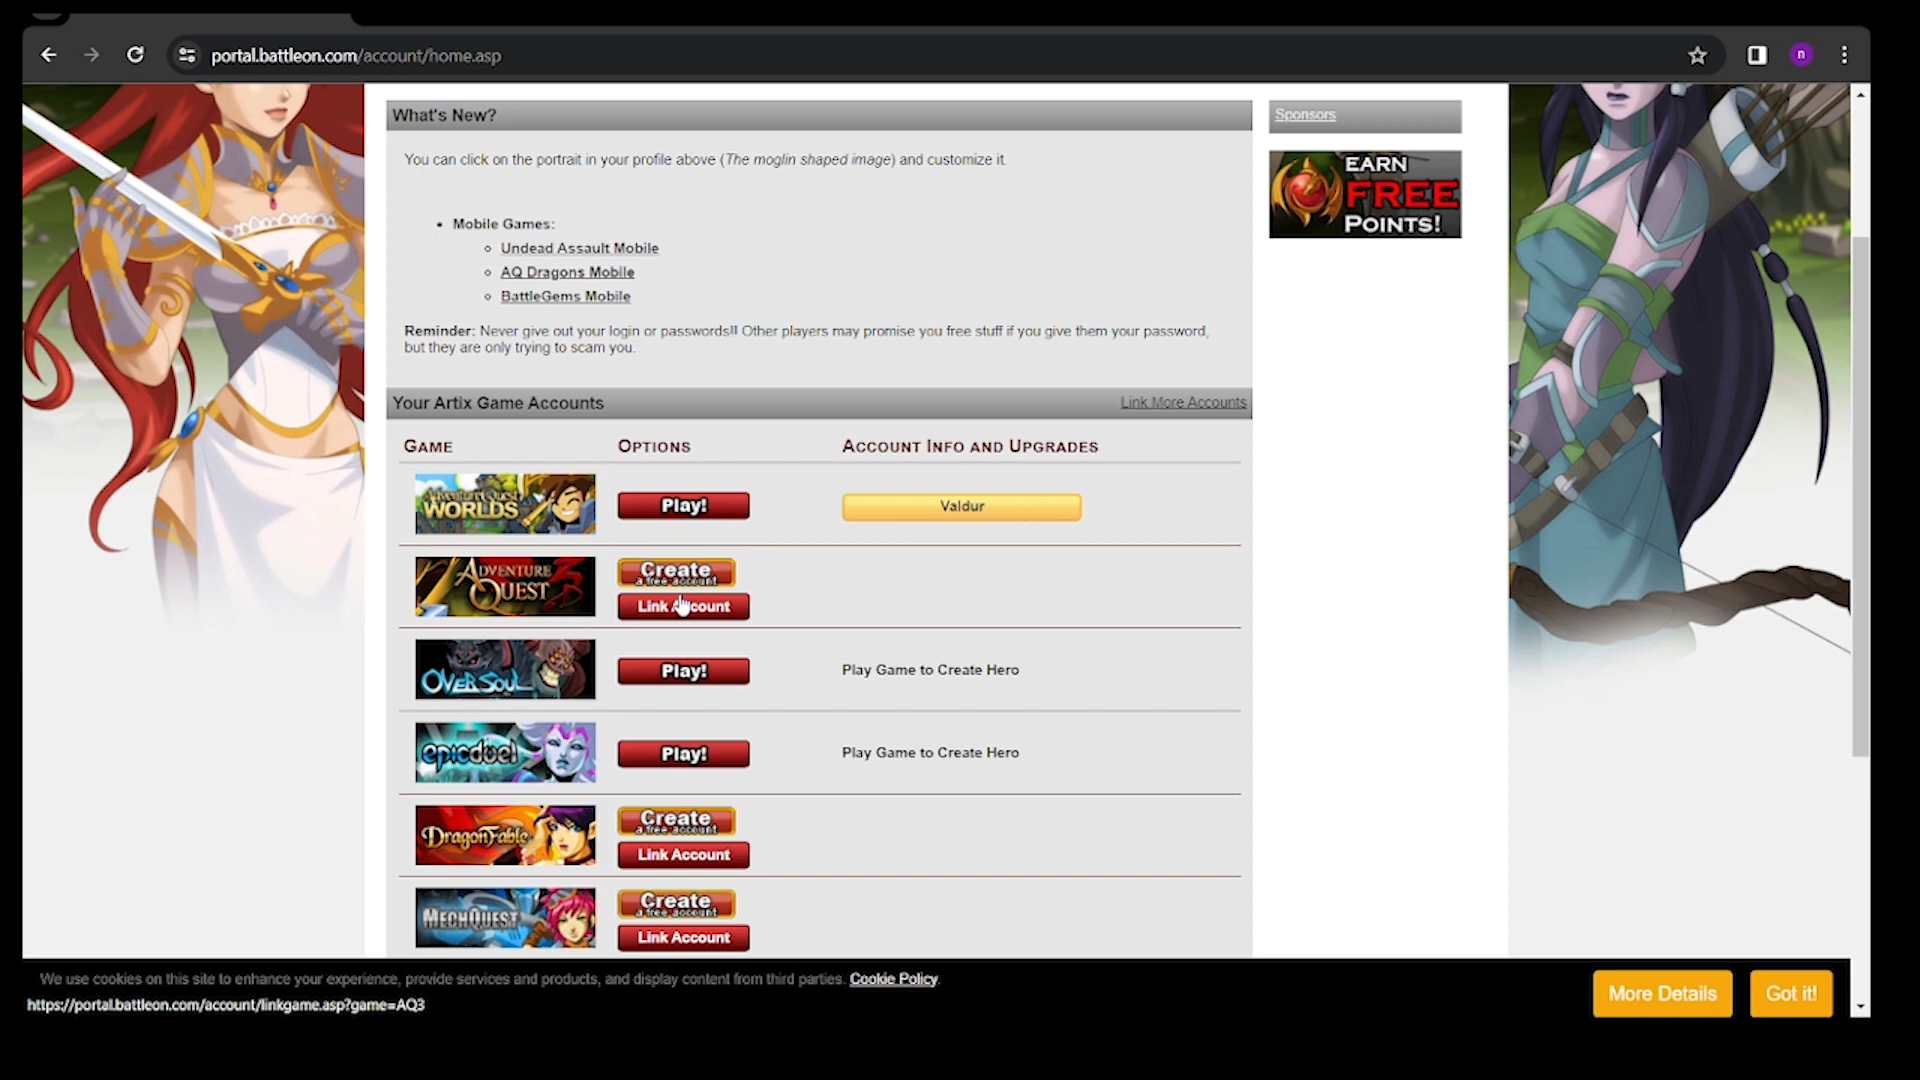 portal.battleon.com/account/home.asp
n
What's New?
Sponsors
You can click on the portrait in your profile above (The moglin shaped image) and customize it.
EARN
FREE
POINTS!
Mobile Games:
Undead Assault Mobile
AQ Dragons Mobile
BattleGems Mobile
Reminder: Never give out your login or passwords!! Other players may promise you free stuff if you give them your password,
but they are only trying to scam you.
Your Artix Game Accounts
Link More Accounts
GAME
OPTIONS
ACCOUNT INFO AND UPGRADES
AdventureQuest
WORLDS
Play!
Valdur
ADVENTURE
QUEST 3D
Create
a free account
Link Account
OVERSOUL
Play!
Play Game to Create Hero
epicduel
Play!
Play Game to Create Hero
DragonFable
Create
a free account
Link Account
MECHQUEST
Create
a free account
Link Account
We use cookies on this site to enhance your experience, provide services and products, and display content from third parties. Cookie Policy.
More Details
Got it!
https://portal.battleon.com/account/linkgame.asp?game=AQ3